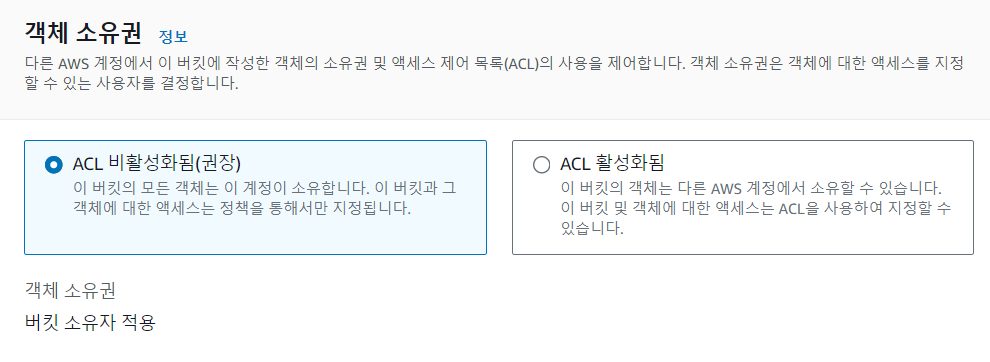 객체 소유권 정보
다른 AWS 계정에서 이 버킷에 작성한 객체의 소유권 및 액세스 제어 목록(ACL)의 사용을 제어합니다. 객체 소유권은 객체에 대한 액세스를 지정
할 수 있는 사용자를 결정합니다.
ACL 비활성화됨(권장)
이 버킷의 모든 객체는 이 계정이 소유합니다. 이 버킷과 그
객체에 대한 액세스는 정책을 통해서만 지정됩니다.
ACL 활성화됨
이 버킷의 객체는 다른 AWS 계정에서 소유할 수 있습니다.
이 버킷 및 객체에 대한 액세스는 ACL을 사용하여 지정할 수
있습니다.
객체 소유권
버킷 소유자 적용